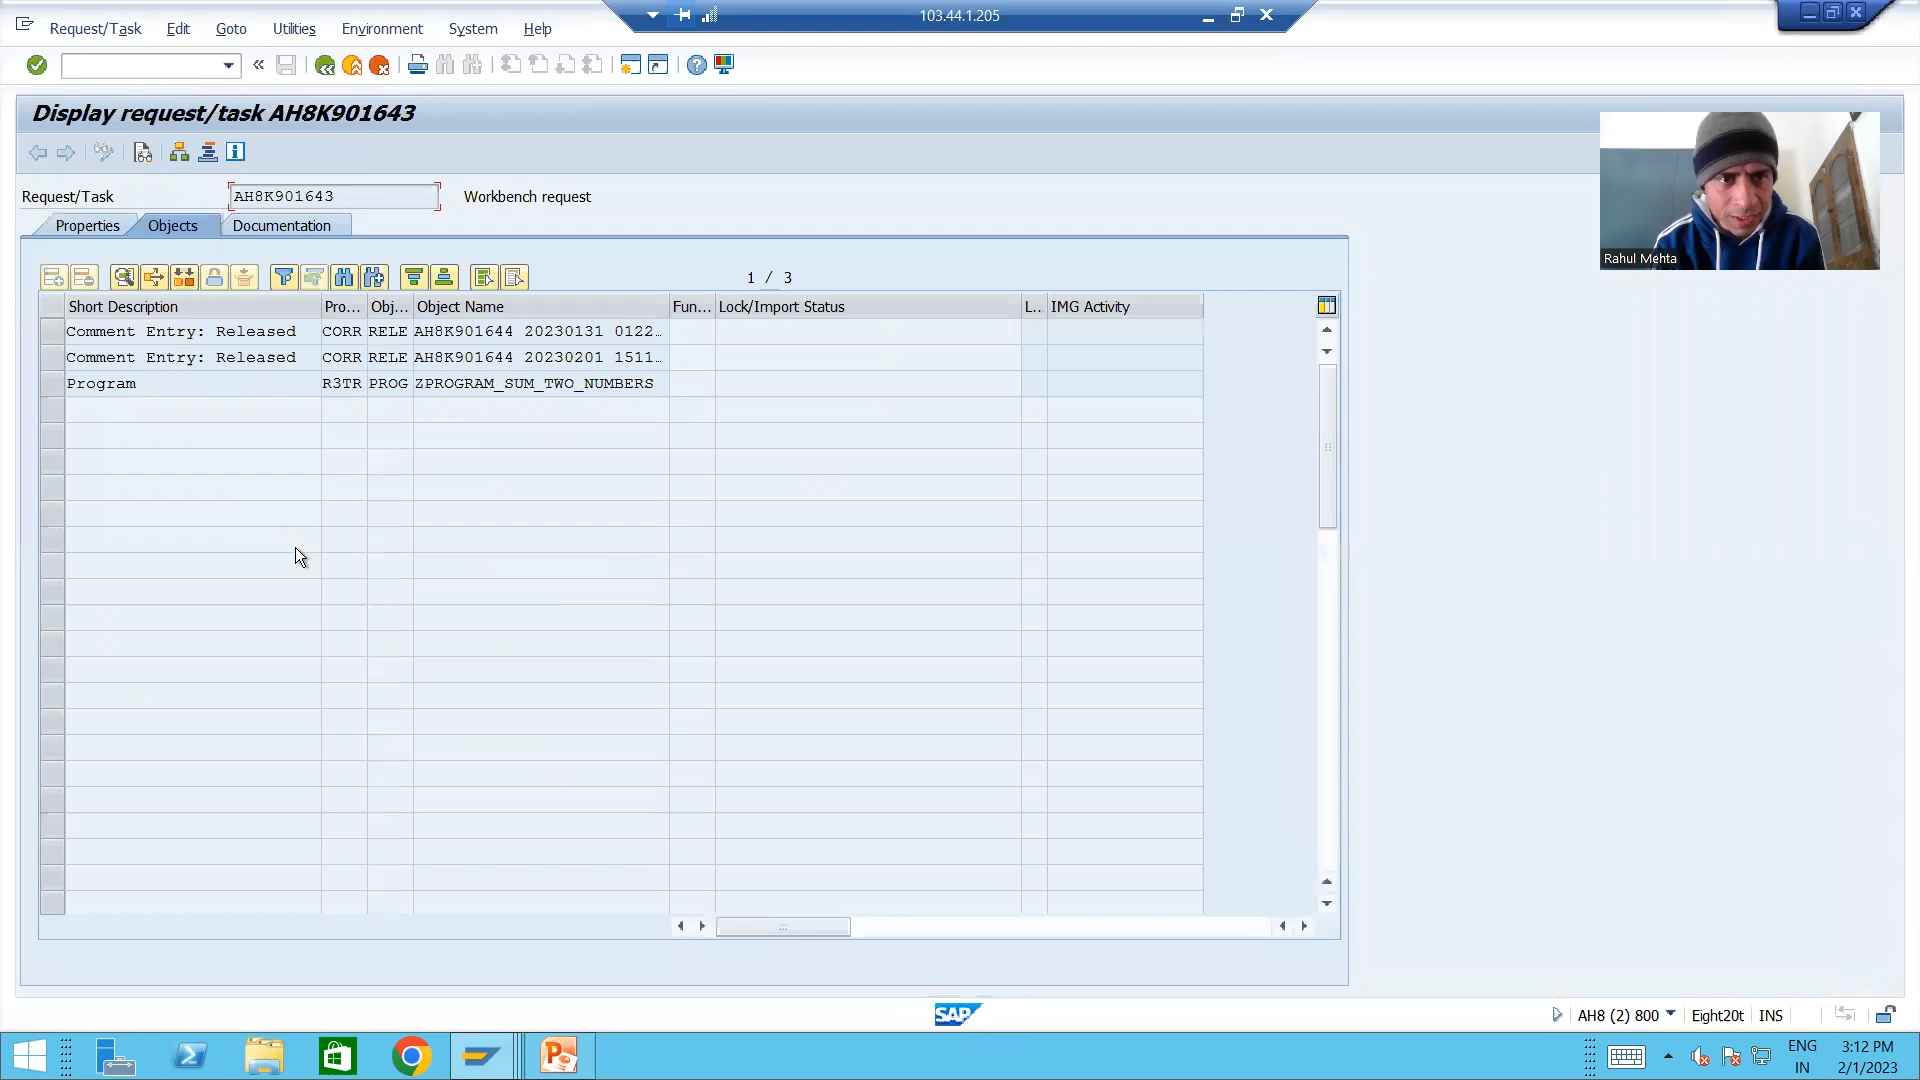 103.44.1.205
Request/Task Edit Goto Utilities Environment System Help
Display request/task AH8K901643
Request/Task AH8K901643 Workbench request
Properties Objects Documentation
1 / 3
Short Description Pro... Obj... Object Name Fun... Lock/Import Status L.. IMG Activity
Comment Entry: Released CORR RELE AH8K901644 20230131 0122…
Comment Entry: Released CORR RELE AH8K901644 20230201 1511…
Program R3TR PROG ZPROGRAM_SUM_TWO_NUMBERS
Rahul Mehta
SAP
AH8 (2) 800 Eight20t INS
ENG 3:12 PM
IN 2/1/2023